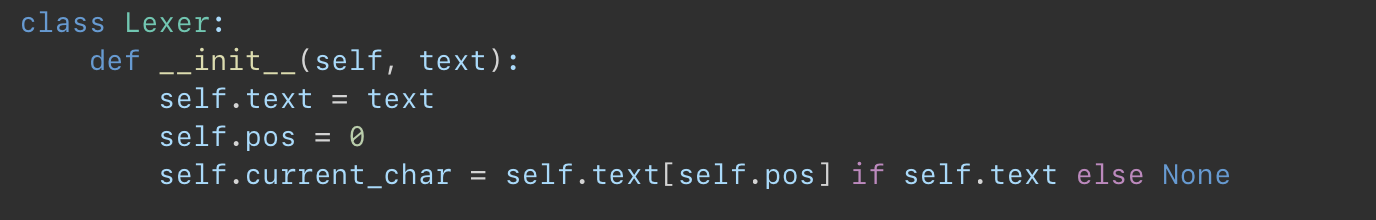 class Lexer:
    def __init__(self, text):
        self.text = text
        self.pos = 0
        self.current_char = self.text[self.pos] if self.text else None